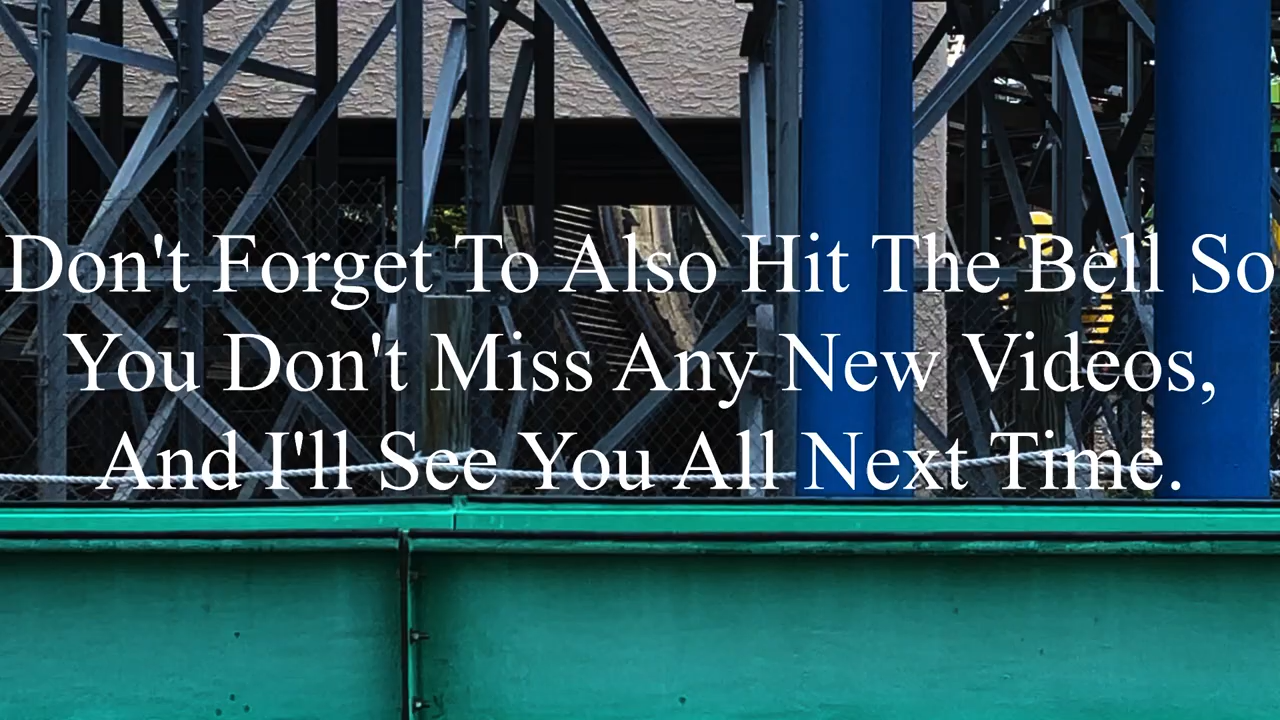 Don't Forget To Also Hit The Bell So
You Don't Miss Any New Videos,
And I'll See You All Next Time.